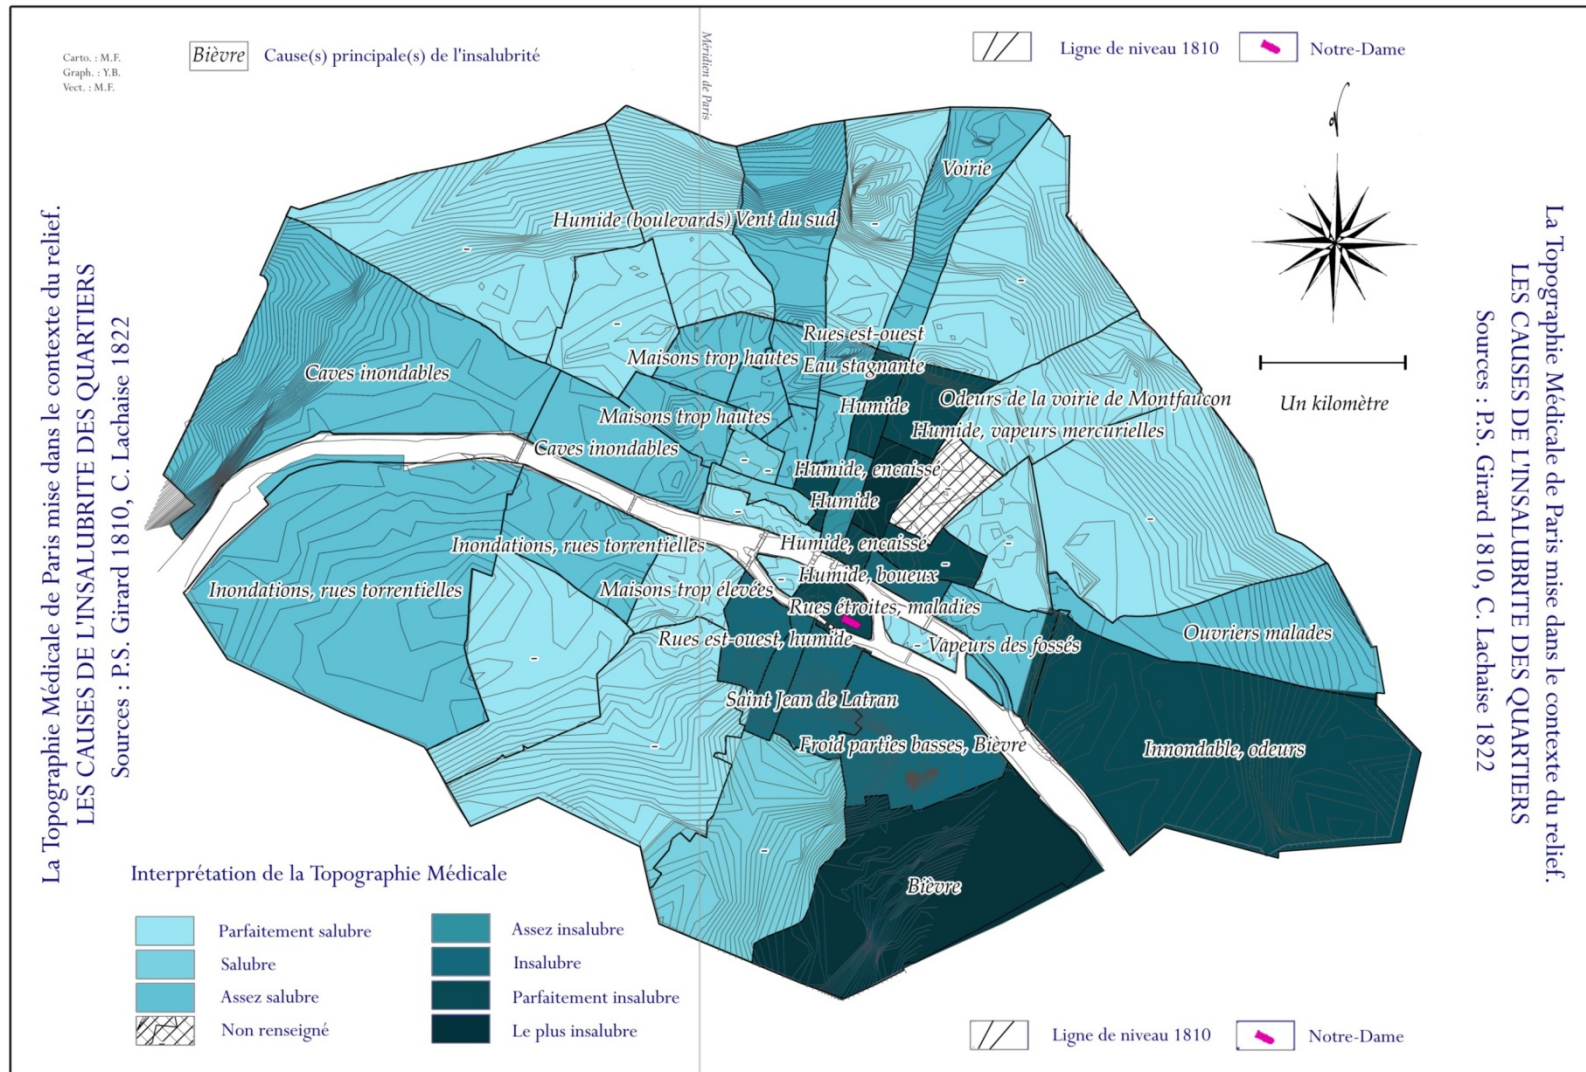 Carto. : M.F.
Graph. : Y.B.
Vect. : M.F.
Bièvre
Cause(s) principale(s) de l'insalubrité
Méridien de Paris
Ligne de niveau 1810
Notre-Dame
La Topographie Médicale de Paris mise dans le contexte du relief.
LES CAUSES DE L'INSALUBRITE DES QUARTIERS
Sources : P.S. Girard 1810, C. Lachaise 1822
Voirie
Humide (boulevards)
Vent du sud
-
-
-
-
Rues est-ouest
Maisons trop hautes
Eau stagnante
Caves inondables
Humide
Odeurs de la voirie de Montfaucon
Maisons trop hautes
Humide, vapeurs mercurielles
Caves inondables
-
-
Humide, encaissé
Humide
-
-
Inondations, rues torrentielles
Humide, encaissé
-
-
Humide, boueux
-
Inondations, rues torrentielles
Maisons trop élevées
Rues étroites, maladies
Rues est-ouest, humide
-
Vapeurs des fossés
Ouvriers malades
-
Saint Jean de Latran
-
Froid parties basses, Bièvre
Innondable, odeurs
-
Bièvre
Un kilomètre
La Topographie Médicale de Paris mise dans le contexte du relief.
LES CAUSES DE L'INSALUBRITE DES QUARTIERS
Sources : P.S. Girard 1810, C. Lachaise 1822
Interprétation de la Topographie Médicale
Parfaitement salubre
Salubre
Assez salubre
Non renseigné
Assez insalubre
Insalubre
Parfaitement insalubre
Le plus insalubre
Ligne de niveau 1810
Notre-Dame